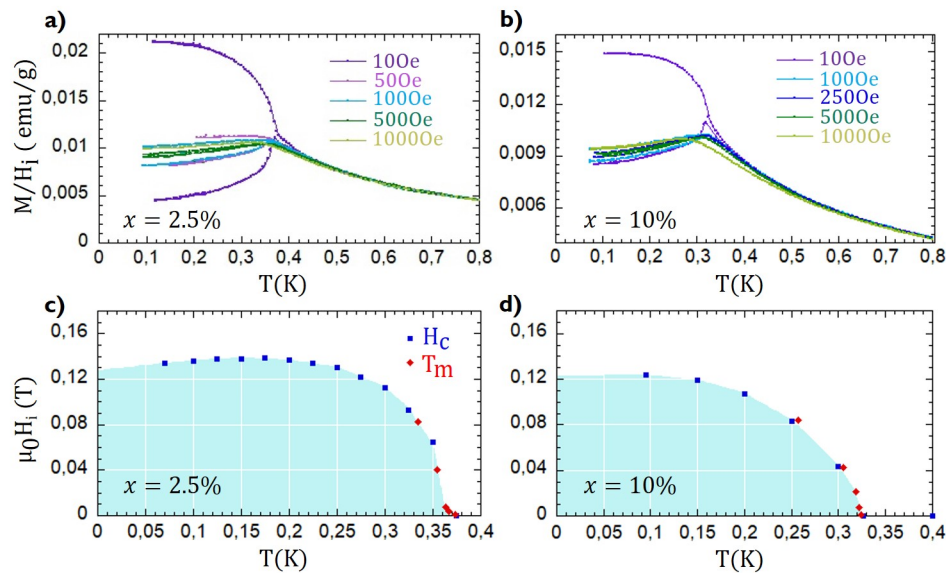 a)
M/Hᵢ ( emu/g)
0,02
0,015
0,01
0,005
0
10Oe
50Oe
100Oe
500Oe
1000Oe
x = 2.5%
0 0,1 0,2 0,3 0,4 0,5 0,6 0,7 0,8
T(K)
b)
0,015
0,012
0,009
0,006
10Oe
100Oe
250Oe
500Oe
1000Oe
x = 10%
0 0,1 0,2 0,3 0,4 0,5 0,6 0,7 0,8
T(K)
c)
μ₀Hᵢ (T)
0,16
0,12
0,08
0,04
0
H_c
T_m
x = 2.5%
0 0,05 0,1 0,15 0,2 0,25 0,3 0,35 0,4
T(K)
d)
0,16
0,12
0,08
0,04
0
x = 10%
0 0,05 0,1 0,15 0,2 0,25 0,3 0,35 0,4
T(K)